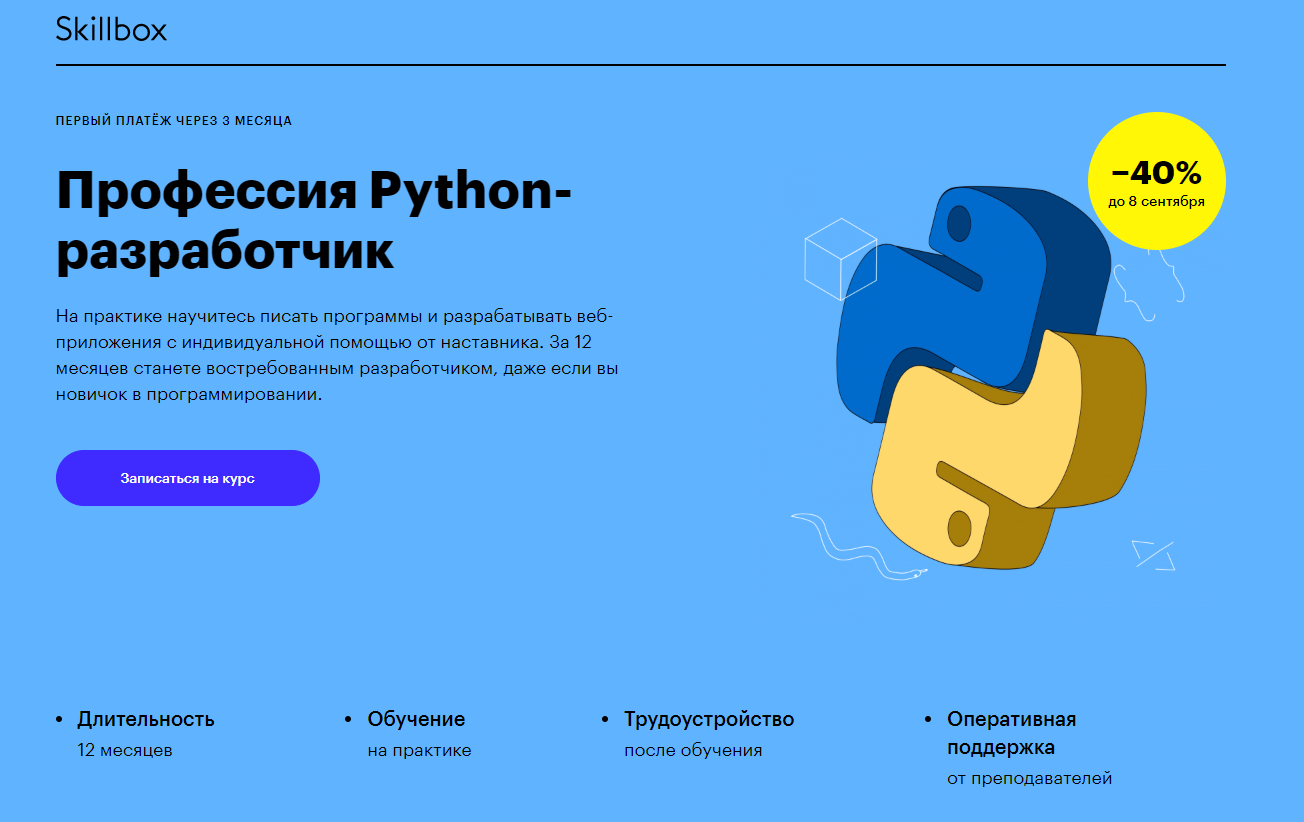 Skillbox
ПЕРВЫЙ ПЛАТЁЖ ЧЕРЕЗ 3 МЕСЯЦА
Профессия Python-
разработчик
−40%
до 8 сентября
На практике научитесь писать программы и разрабатывать веб-
приложения с индивидуальной помощью от наставника. За 12
месяцев станете востребованным разработчиком, даже если вы
новичок в программировании.
Записаться на курс
• Длительность
12 месяцев
• Обучение
на практике
• Трудоустройство
после обучения
• Оперативная
поддержка
от преподавателей